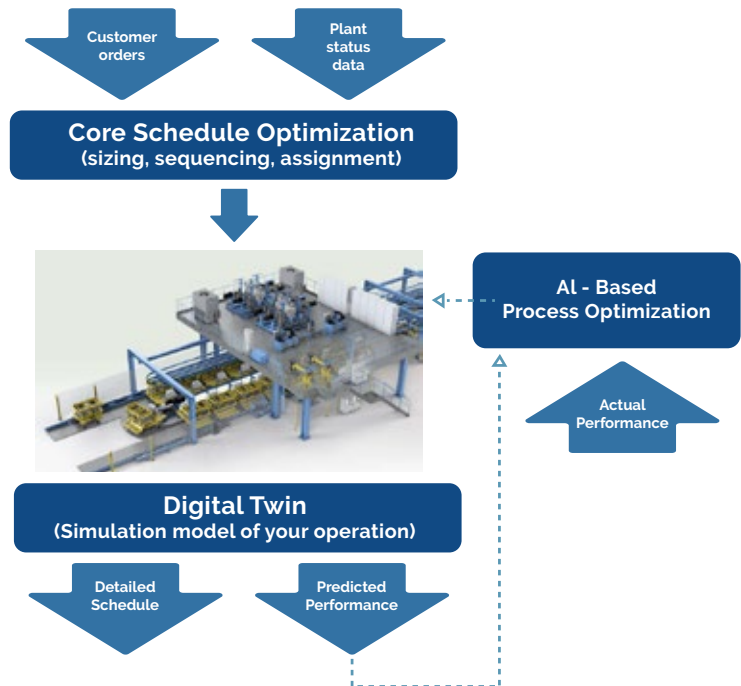 Customer
orders
Plant
status
data
Core Schedule Optimization
(sizing, sequencing, assignment)
Al - Based
Process Optimization
Actual
Performance
Digital Twin
(Simulation model of your operation)
Detailed
Schedule
Predicted
Performance